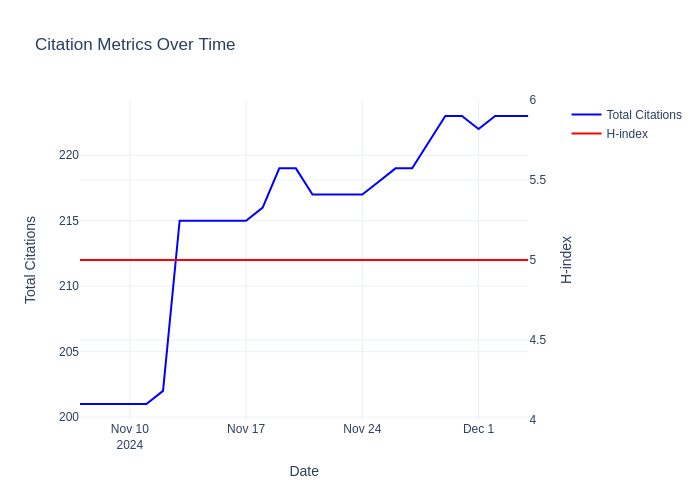 Citation Metrics Over Time
Total Citations
H-index
220
215
210
205
200
6
5.5
5
4.5
4
Total Citations
H-index
Nov 10
2024
Nov 17
Nov 24
Dec 1
Date